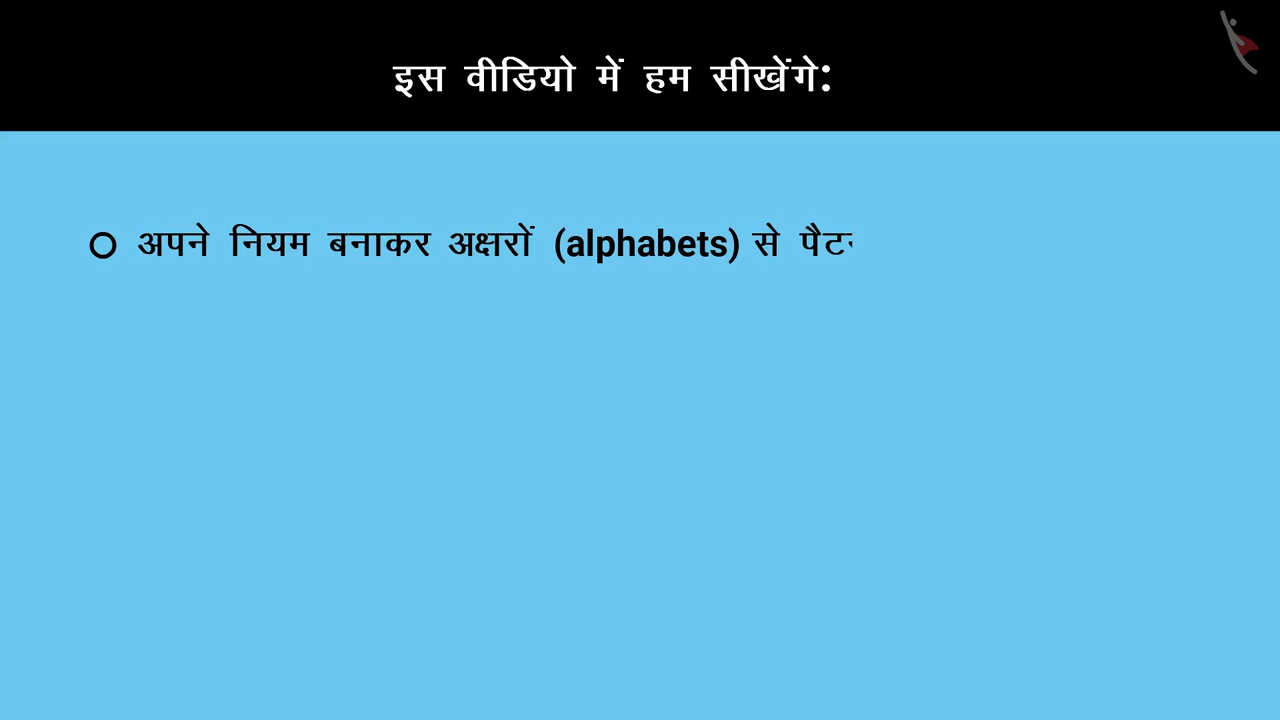 इस वीडियो में हम सीखेंगे:
अपने नियम बनाकर अक्षरों (alphabets) से